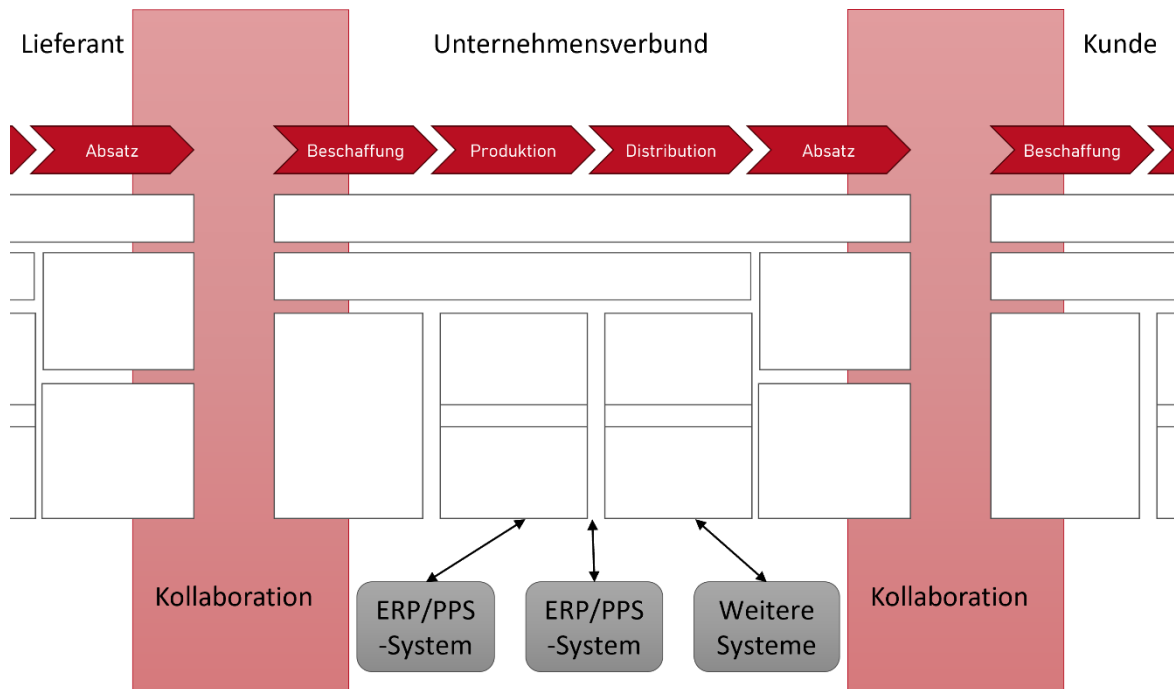 Lieferant
Unternehmensverbund
Kunde
Absatz
Beschaffung
Produktion
Distribution
Absatz
Beschaffung
Kollaboration
ERP/PPS
-System
ERP/PPS
-System
Weitere
Systeme
Kollaboration